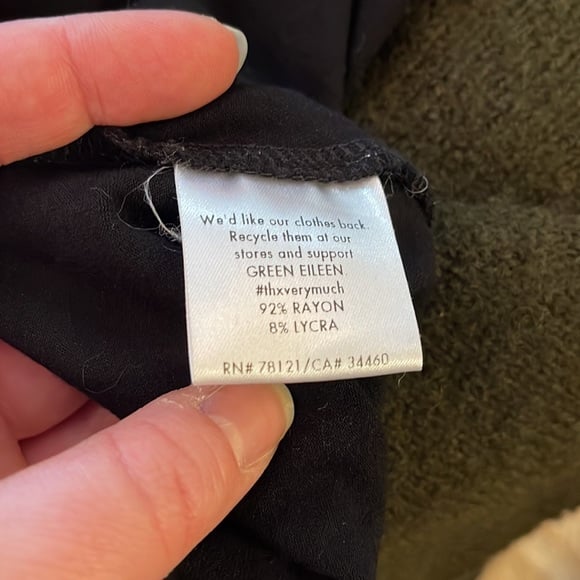 We'd like our clothes back.
Recycle them at our
stores and support
GREEN EILEEN.
#thxverymuch
92% RAYON
8% LYCRA
RN# 78121/CA# 34460